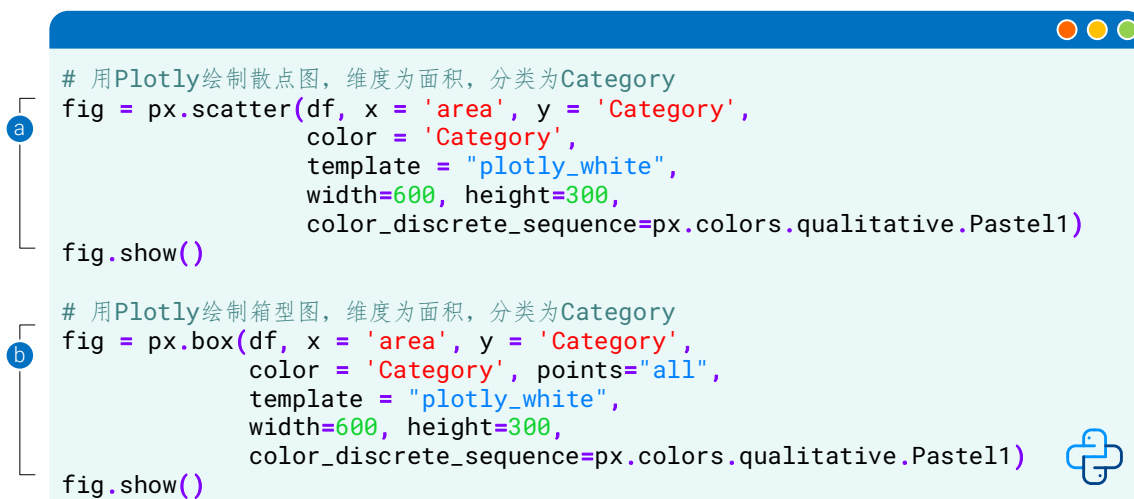 # 用Plotly绘制散点图，维度为面积，分类为Category
a
fig = px.scatter(df, x = 'area', y = 'Category',
color = 'Category',
template = "plotly_white",
width=600, height=300,
color_discrete_sequence=px.colors.qualitative.Pastel1)
fig.show()
# 用Plotly绘制箱型图，维度为面积，分类为Category
b
fig = px.box(df, x = 'area', y = 'Category',
color = 'Category', points="all",
template = "plotly_white",
width=600, height=300,
color_discrete_sequence=px.colors.qualitative.Pastel1)
fig.show()